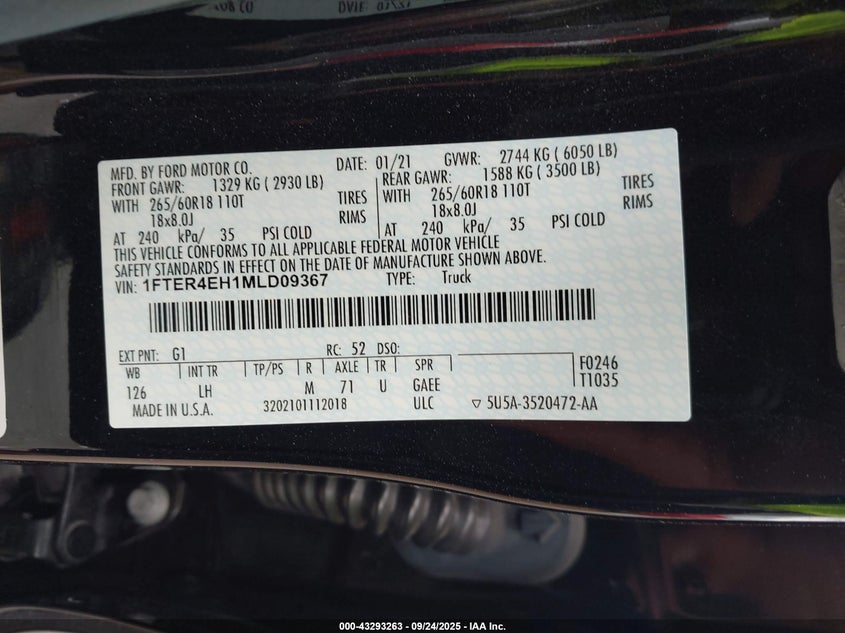 MFD. BY FORD MOTOR CO. DATE: 01/21 GVWR: 2744 KG ( 6050 LB)
FRONT GAWR: 1329 KG ( 2930 LB) REAR GAWR: 1588 KG ( 3500 LB)
WITH 265/60R18 110T TIRES WITH 265/60R18 110T TIRES
18x8.0J RIMS 18x8.0J RIMS
AT 240 kPa/ 35 PSI COLD AT 240 kPa/ 35 PSI COLD
THIS VEHICLE CONFORMS TO ALL APPLICABLE FEDERAL MOTOR VEHICLE
SAFETY STANDARDS IN EFFECT ON THE DATE OF MANUFACTURE SHOWN ABOVE.
VIN: 1FTER4EH1MLD09367 TYPE: Truck
EXT PNT: G1 RC: 52 DSO:
WB INT TR TP/PS R AXLE TR SPR F0246
126 LH M 71 U GAEE T1035
MADE IN U.S.A. 3202101112018 ULC ▽ 5U5A-3520472-AA
000-43293263 - 09/24/2025 - IAA Inc.